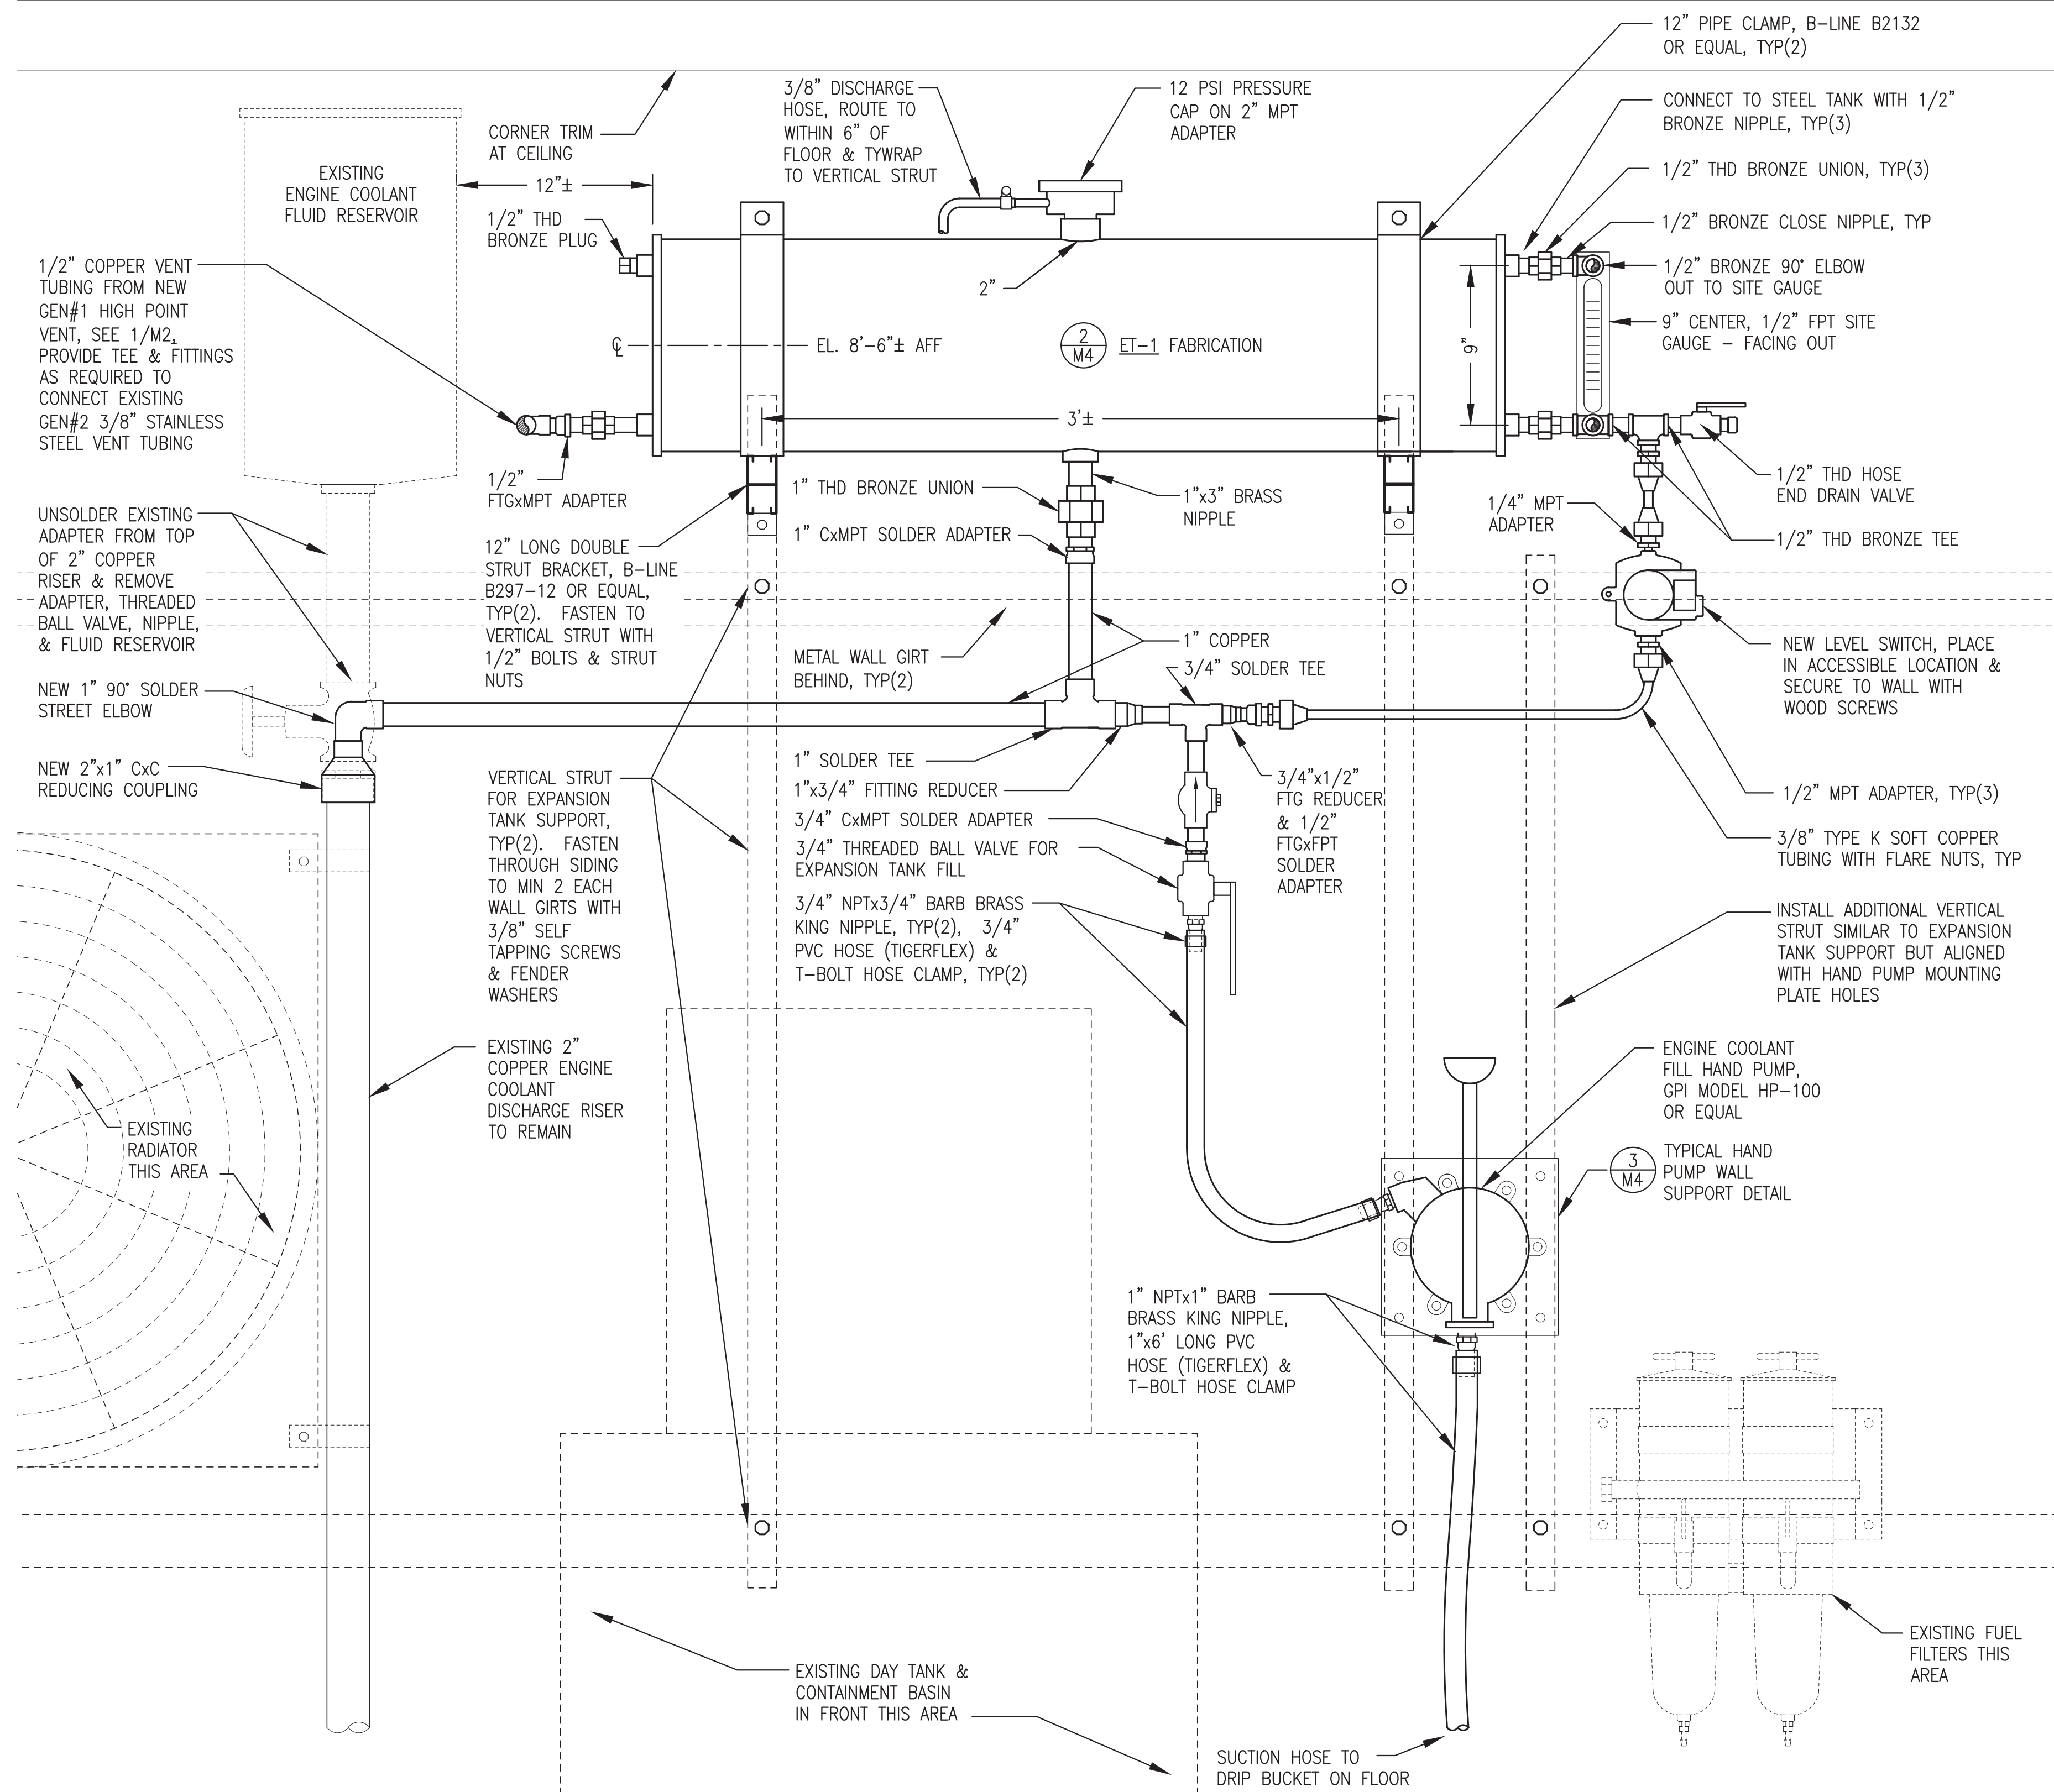 12" PIPE CLAMP, B-LINE B2132
OR EQUAL, TYP(2)
3/8" DISCHARGE
HOSE, ROUTE TO
WITHIN 6" OF
FLOOR & TYWRAP
TO VERTICAL STRUT
12 PSI PRESSURE
CAP ON 2" MPT
ADAPTER
CONNECT TO STEEL TANK WITH 1/2"
BRONZE NIPPLE, TYP(3)
CORNER TRIM
AT CEILING
EXISTING
ENGINE COOLANT
FLUID RESERVOIR
12"±
1/2" THD BRONZE UNION, TYP(3)
1/2" THD
BRONZE PLUG
1/2" BRONZE CLOSE NIPPLE, TYP
1/2" COPPER VENT
TUBING FROM NEW
GEN#1 HIGH POINT
VENT, SEE 1/M2,
PROVIDE TEE & FITTINGS
AS REQUIRED TO
CONNECT EXISTING
GEN#2 3/8" STAINLESS
STEEL VENT TUBING
1/2" BRONZE 90° ELBOW
OUT TO SITE GAUGE
2"
9" CENTER, 1/2" FPT SITE
GAUGE - FACING OUT
℄
EL. 8'-6"± AFF
2
M4
ET-1 FABRICATION
9"
3'±
1/2"
FTGxMPT ADAPTER
1" THD BRONZE UNION
1"x3" BRASS
NIPPLE
1/2" THD HOSE
END DRAIN VALVE
1/4" MPT
ADAPTER
1/2" THD BRONZE TEE
1" CxMPT SOLDER ADAPTER
UNSOLDER EXISTING
ADAPTER FROM TOP
OF 2" COPPER
RISER & REMOVE
ADAPTER, THREADED
BALL VALVE, NIPPLE,
& FLUID RESERVOIR
12" LONG DOUBLE
STRUT BRACKET, B-LINE
B297-12 OR EQUAL,
TYP(2). FASTEN TO
VERTICAL STRUT WITH
1/2" BOLTS & STRUT
NUTS
1" COPPER
METAL WALL GIRT
BEHIND, TYP(2)
3/4" SOLDER TEE
NEW LEVEL SWITCH, PLACE
IN ACCESSIBLE LOCATION &
SECURE TO WALL WITH
WOOD SCREWS
NEW 1" 90° SOLDER
STREET ELBOW
NEW 2"x1" CxC
REDUCING COUPLING
VERTICAL STRUT
FOR EXPANSION
TANK SUPPORT,
TYP(2). FASTEN
THROUGH SIDING
TO MIN 2 EACH
WALL GIRTS WITH
3/8" SELF
TAPPING SCREWS
& FENDER
WASHERS
1" SOLDER TEE
1"x3/4" FITTING REDUCER
3/4" CxMPT SOLDER ADAPTER
3/4" THREADED BALL VALVE FOR
EXPANSION TANK FILL
3/4" NPTx3/4" BARB BRASS
KING NIPPLE, TYP(2), 3/4"
PVC HOSE (TIGERFLEX) &
T-BOLT HOSE CLAMP, TYP(2)
3/4"x1/2"
FTG REDUCER
& 1/2"
FTGxFPT
SOLDER
ADAPTER
1/2" MPT ADAPTER, TYP(3)
3/8" TYPE K SOFT COPPER
TUBING WITH FLARE NUTS, TYP
INSTALL ADDITIONAL VERTICAL
STRUT SIMILAR TO EXPANSION
TANK SUPPORT BUT ALIGNED
WITH HAND PUMP MOUNTING
PLATE HOLES
EXISTING 2"
COPPER ENGINE
COOLANT
DISCHARGE RISER
TO REMAIN
ENGINE COOLANT
FILL HAND PUMP,
GPI MODEL HP-100
OR EQUAL
EXISTING
RADIATOR
THIS AREA
3
M4
TYPICAL HAND
PUMP WALL
SUPPORT DETAIL
1" NPTx1" BARB
BRASS KING NIPPLE,
1"x6' LONG PVC
HOSE (TIGERFLEX) &
T-BOLT HOSE CLAMP
EXISTING FUEL
FILTERS THIS
AREA
EXISTING DAY TANK &
CONTAINMENT BASIN
IN FRONT THIS AREA
SUCTION HOSE TO
DRIP BUCKET ON FLOOR